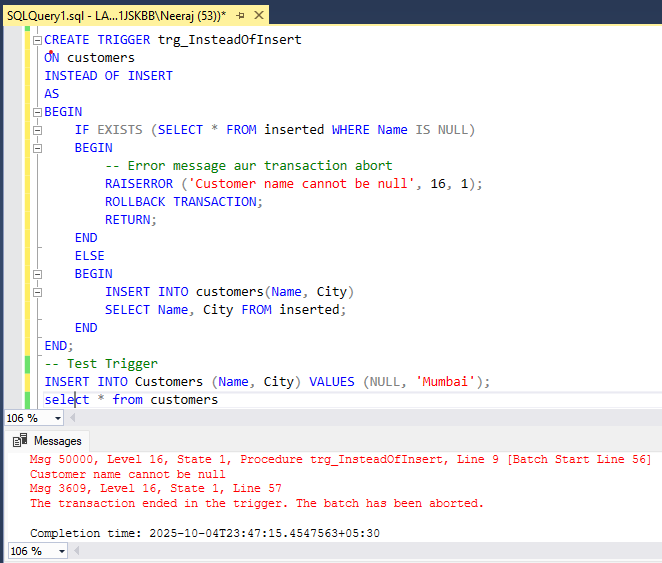 SQLQuery1.sql - LA...1JSKBB\Neeraj (53))*
CREATE TRIGGER trg_InsteadOfInsert
ON customers
INSTEAD OF INSERT
AS
BEGIN
IF EXISTS (SELECT * FROM inserted WHERE Name IS NULL)
BEGIN
-- Error message aur transaction abort
RAISERROR ('Customer name cannot be null', 16, 1);
ROLLBACK TRANSACTION;
RETURN;
END
ELSE
BEGIN
INSERT INTO customers(Name, City)
SELECT Name, City FROM inserted;
END
END;
-- Test Trigger
INSERT INTO Customers (Name, City) VALUES (NULL, 'Mumbai');
select * from customers
106 %
Messages
Msg 50000, Level 16, State 1, Procedure trg_InsteadOfInsert, Line 9 [Batch Start Line 56]
Customer name cannot be null
Msg 3609, Level 16, State 1, Line 57
The transaction ended in the trigger. The batch has been aborted.
Completion time: 2025-10-04T23:47:15.4547563+05:30
106 %